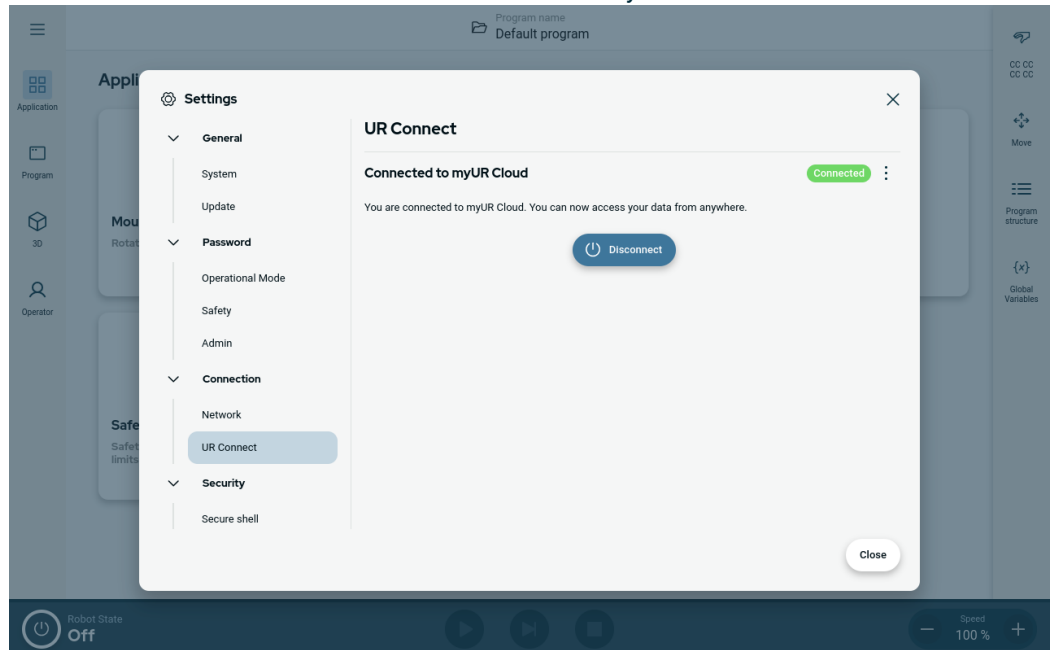 Program name
Default program
CC CC
CC CC
Appli
Application
Settings
General
UR Connect
Move
System
Connected to myUR Cloud
Connected
Program
Update
You are connected to myUR Cloud. You can now access your data from anywhere.
Program
structure
Mou
Rotat
3D
Password
Disconnect
Operational Mode
{x}
Global
Variables
Operator
Safety
Admin
Connection
Network
Safe
Safet
limits
UR Connect
Security
Secure shell
Close
Robot State
Off
Speed
100 %